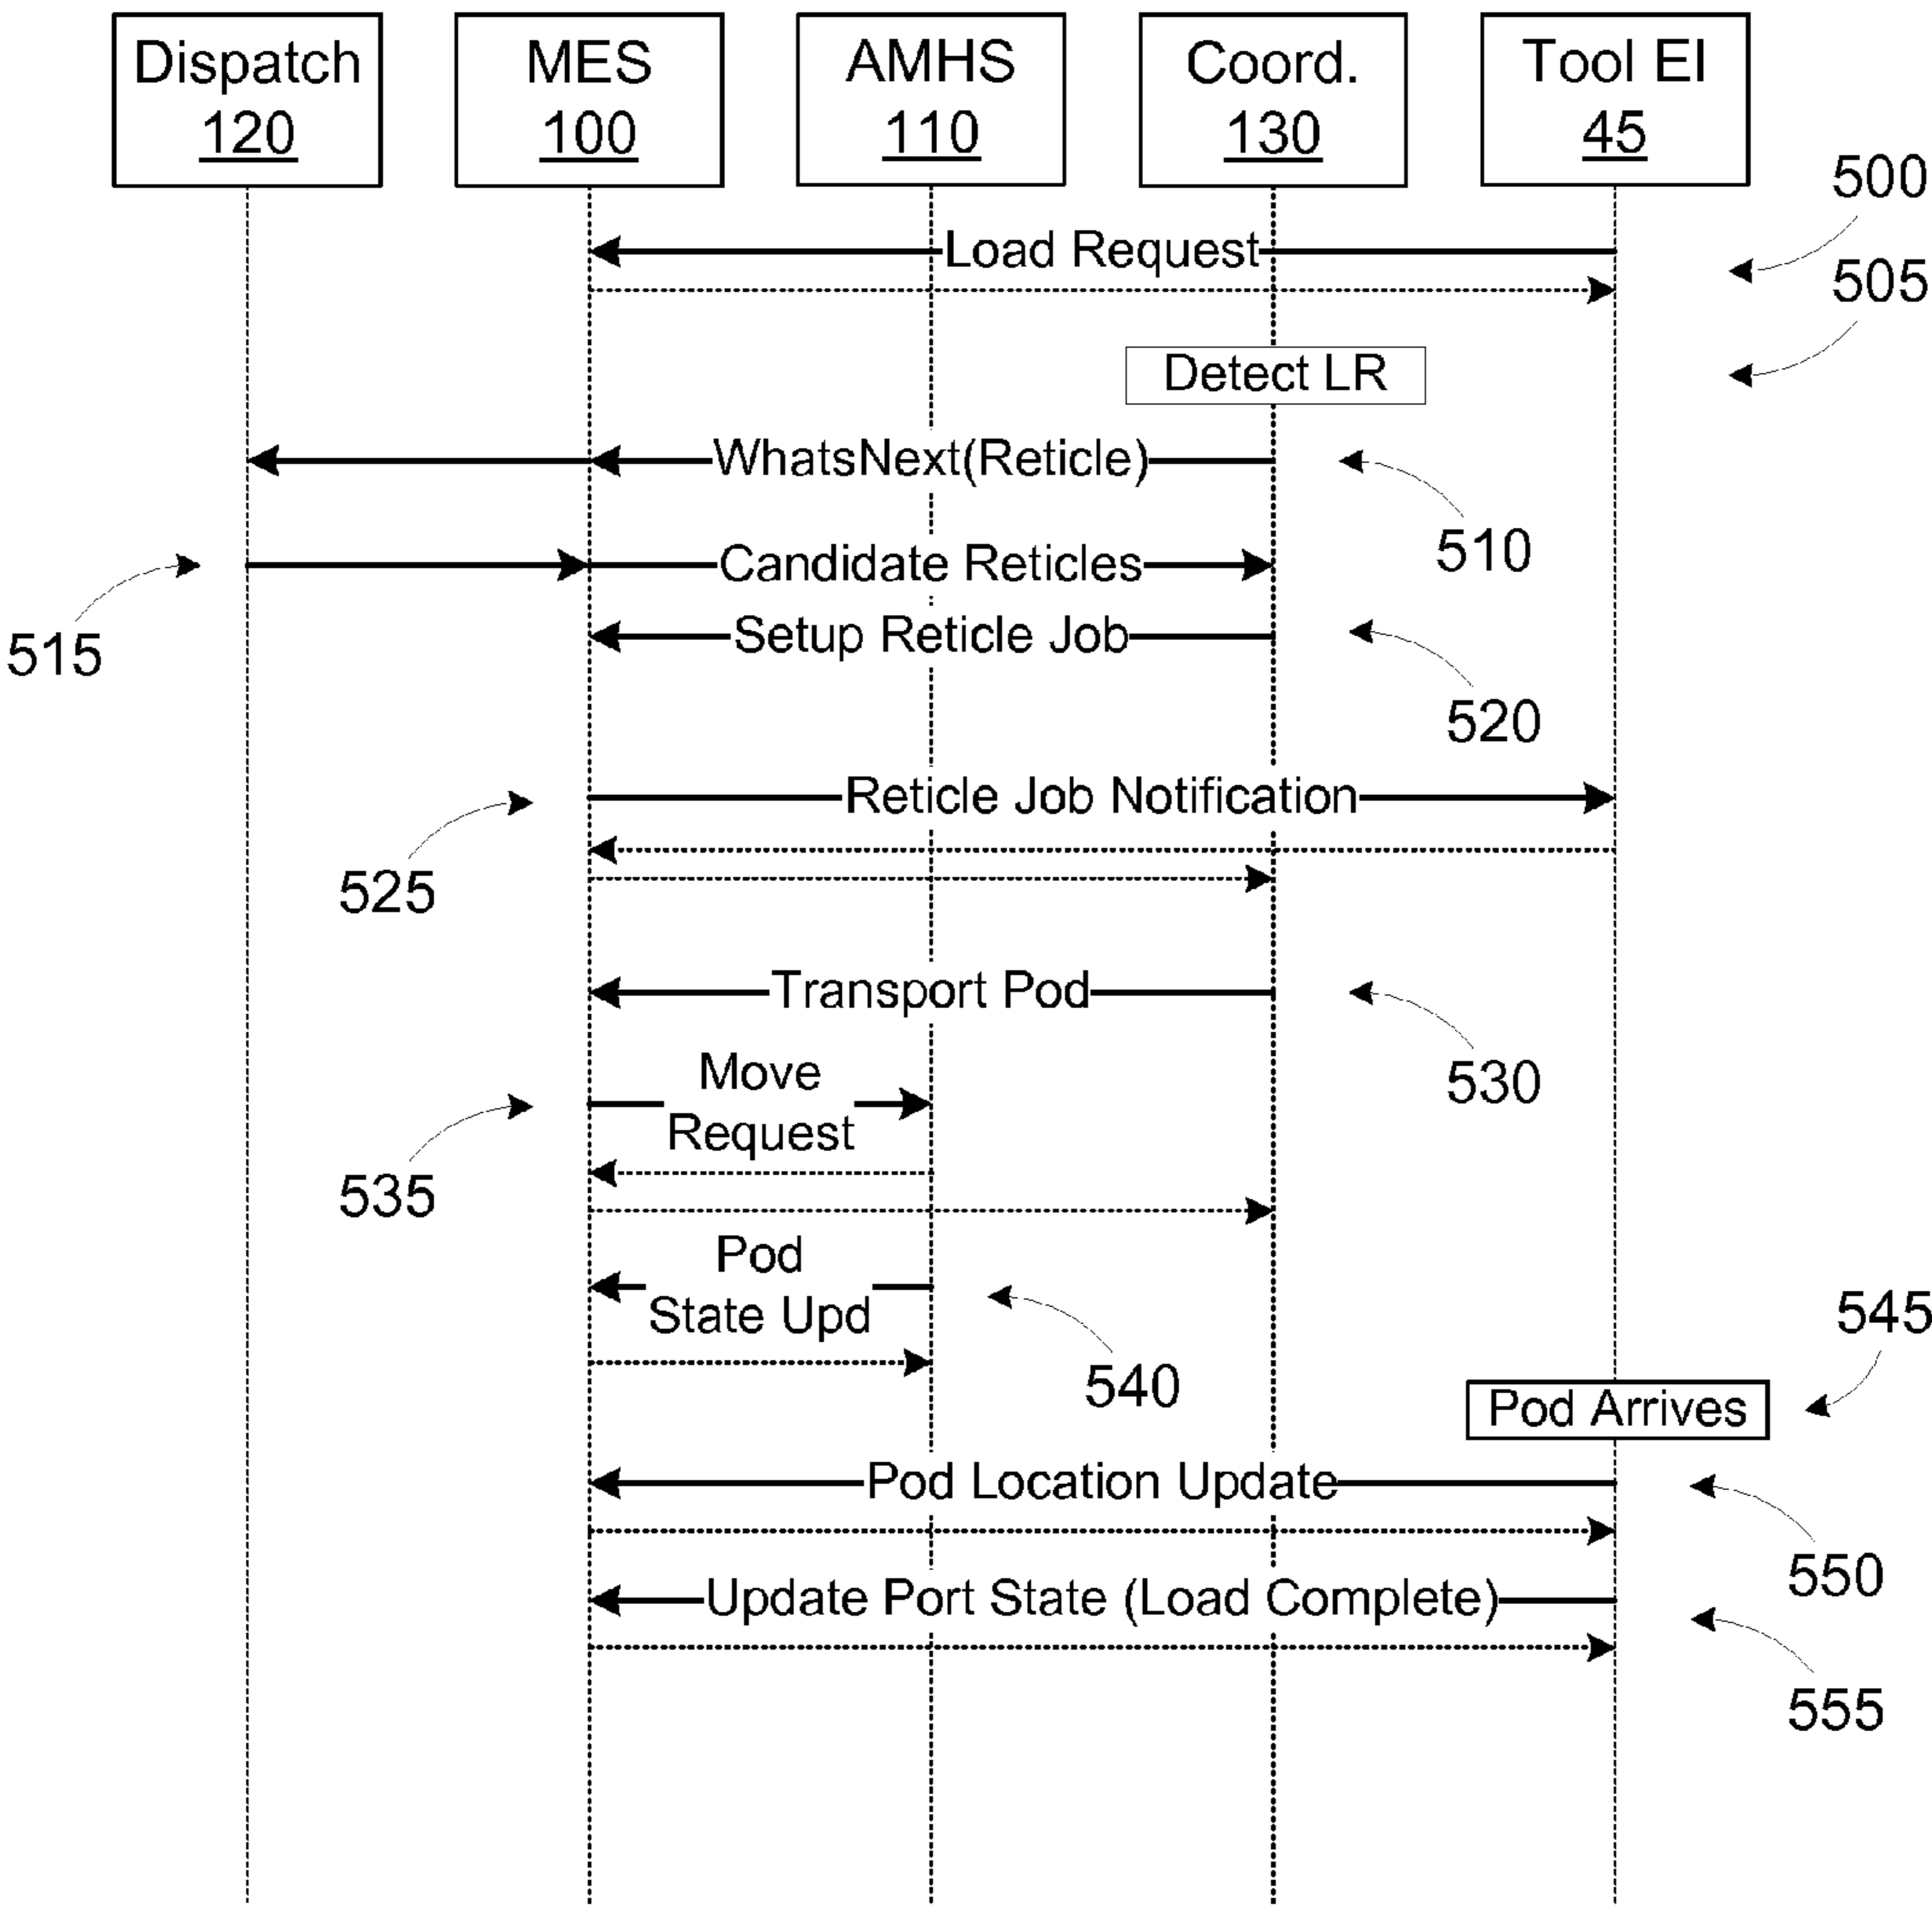 Dispatch
120
MES
100
AMHS
110
Coord.
130
Tool EI
45
500
Load Request
505
Detect LR
WhatsNext(Reticle)
510
Candidate Reticles
515
Setup Reticle Job
520
Reticle Job Notification
525
Transport Pod
530
Move
Request
535
Pod
State Upd
540
545
Pod Arrives
Pod Location Update
550
Update Port State (Load Complete)
555